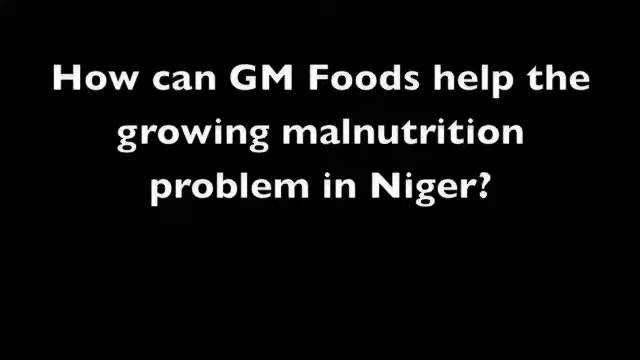 How can GM Foods help the
growing malnutrition
problem in Niger?